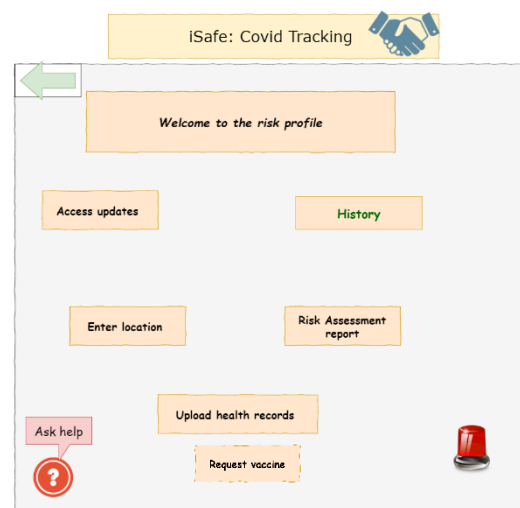 iSafe: Covid Tracking
Welcome to the risk profile
Access updates
History
Enter location
Risk Assessment
report
Upload health records
Ask help
?
Request vaccine